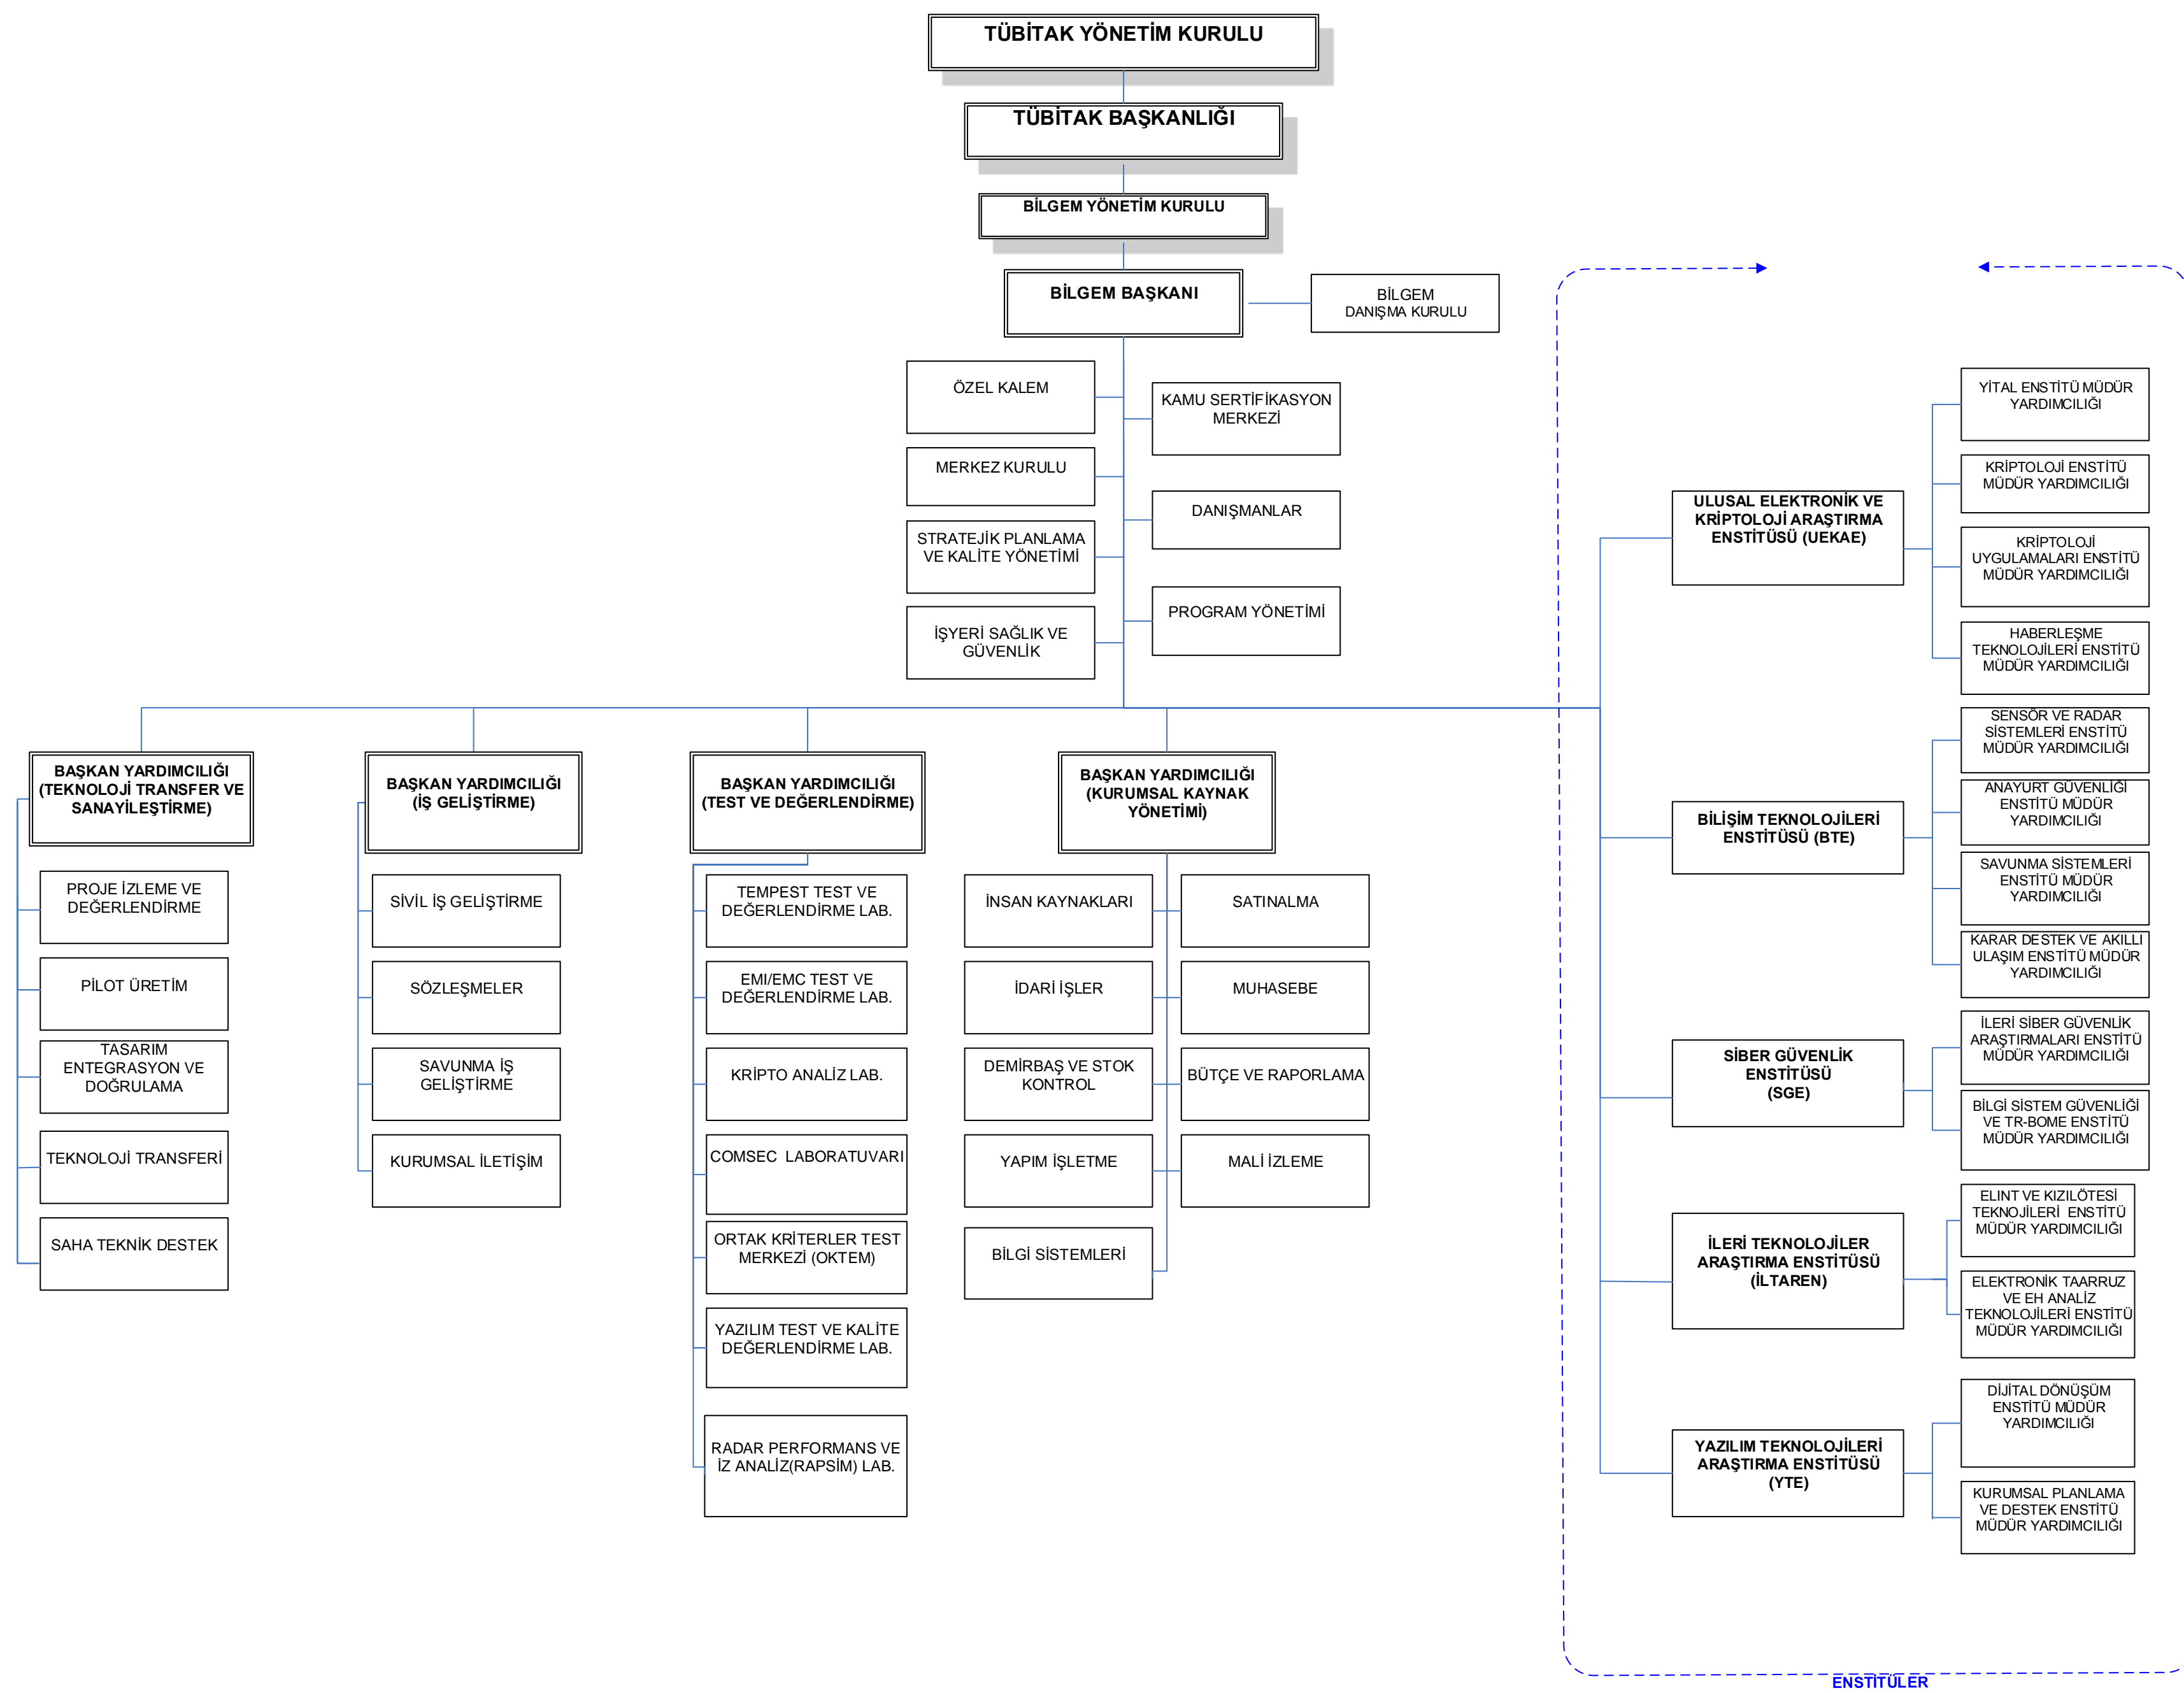 TÜBİTAK YÖNETİM KURULU
TÜBİTAK BAŞKANLIĞI
BİLGEM YÖNETİM KURULU
BİLGEM BAŞKANI
BİLGEM
DANIŞMA KURULU
ÖZEL KALEM
KAMU SERTİFİKASYON
MERKEZİ
MERKEZ KURULU
DANIŞMANLAR
STRATEJİK PLANLAMA
VE KALİTE YÖNETİMİ
PROGRAM YÖNETİMİ
İŞYERİ SAĞLIK VE
GÜVENLİK
BAŞKAN YARDIMCILIĞI
(TEKNOLOJİ TRANSFER VE
SANAYİLEŞTİRME)
PROJE İZLEME VE
DEĞERLENDİRME
PİLOT ÜRETİM
TASARIM
ENTEGRASYON VE
DOĞRULAMA
TEKNOLOJİ TRANSFERİ
SAHA TEKNİK DESTEK
BAŞKAN YARDIMCILIĞI
(İŞ GELİŞTİRME)
SİVİL İŞ GELİŞTİRME
SÖZLEŞMELER
SAVUNMA İŞ
GELİŞTİRME
KURUMSAL İLETİŞİM
BAŞKAN YARDIMCILIĞI
(TEST VE DEĞERLENDİRME)
TEMPEST TEST VE
DEĞERLENDİRME LAB.
EMI/EMC TEST VE
DEĞERLENDİRME LAB.
KRİPTO ANALİZ LAB.
COMSEC  LABORATUVARI
ORTAK KRİTERLER TEST
MERKEZİ (OKTEM)
YAZILIM TEST VE KALİTE
DEĞERLENDİRME LAB.
RADAR PERFORMANS VE
İZ ANALİZ(RAPSİM) LAB.
BAŞKAN YARDIMCILIĞI
(KURUMSAL KAYNAK
YÖNETİMİ)
İNSAN KAYNAKLARI
SATINALMA
İDARİ İŞLER
MUHASEBE
DEMİRBAŞ VE STOK
KONTROL
BÜTÇE VE RAPORLAMA
YAPIM İŞLETME
MALİ İZLEME
BİLGİ SİSTEMLERİ
ULUSAL ELEKTRONİK VE
KRİPTOLOJİ ARAŞTIRMA
ENSTİTÜSÜ (UEKAE)
YİTAL ENSTİTÜ MÜDÜR
YARDIMCILIĞI
KRİPTOLOJİ ENSTİTÜ
MÜDÜR YARDIMCILIĞI
KRİPTOLOJİ
UYGULAMALARI ENSTİTÜ
MÜDÜR YARDIMCILIĞI
HABERLEŞME
TEKNOLOJİLERİ ENSTİTÜ
MÜDÜR YARDIMCILIĞI
BİLİŞİM TEKNOLOJİLERİ
ENSTİTÜSÜ (BTE)
SENSÖR VE RADAR
SİSTEMLERİ ENSTİTÜ
MÜDÜR YARDIMCILIĞI
ANAYURT GÜVENLİĞİ
ENSTİTÜ MÜDÜR
YARDIMCILIĞI
SAVUNMA SİSTEMLERİ
ENSTİTÜ MÜDÜR
YARDIMCILIĞI
KARAR DESTEK VE AKILLI
ULAŞIM ENSTİTÜ MÜDÜR
YARDIMCILIĞI
SİBER GÜVENLİK
ENSTİTÜSÜ
(SGE)
İLERİ SİBER GÜVENLİK
ARAŞTIRMALARI ENSTİTÜ
MÜDÜR YARDIMCILIĞI
BİLGİ SİSTEM GÜVENLİĞİ
VE TR-BOME ENSTİTÜ
MÜDÜR YARDIMCILIĞI
İLERİ TEKNOLOJİLER
ARAŞTIRMA ENSTİTÜSÜ
(İLTAREN)
ELINT VE KIZILÖTESİ
TEKNOJİLERİ  ENSTİTÜ
MÜDÜR YARDIMCILIĞI
ELEKTRONİK TAARRUZ
VE EH ANALİZ
TEKNOLOJİLERİ ENSTİTÜ
MÜDÜR YARDIMCILIĞI
YAZILIM TEKNOLOJİLERİ
ARAŞTIRMA ENSTİTÜSÜ
(YTE)
DİJİTAL DÖNÜŞÜM
ENSTİTÜ MÜDÜR
YARDIMCILIĞI
KURUMSAL PLANLAMA
VE DESTEK ENSTİTÜ
MÜDÜR YARDIMCILIĞI
ENSTİTÜLER